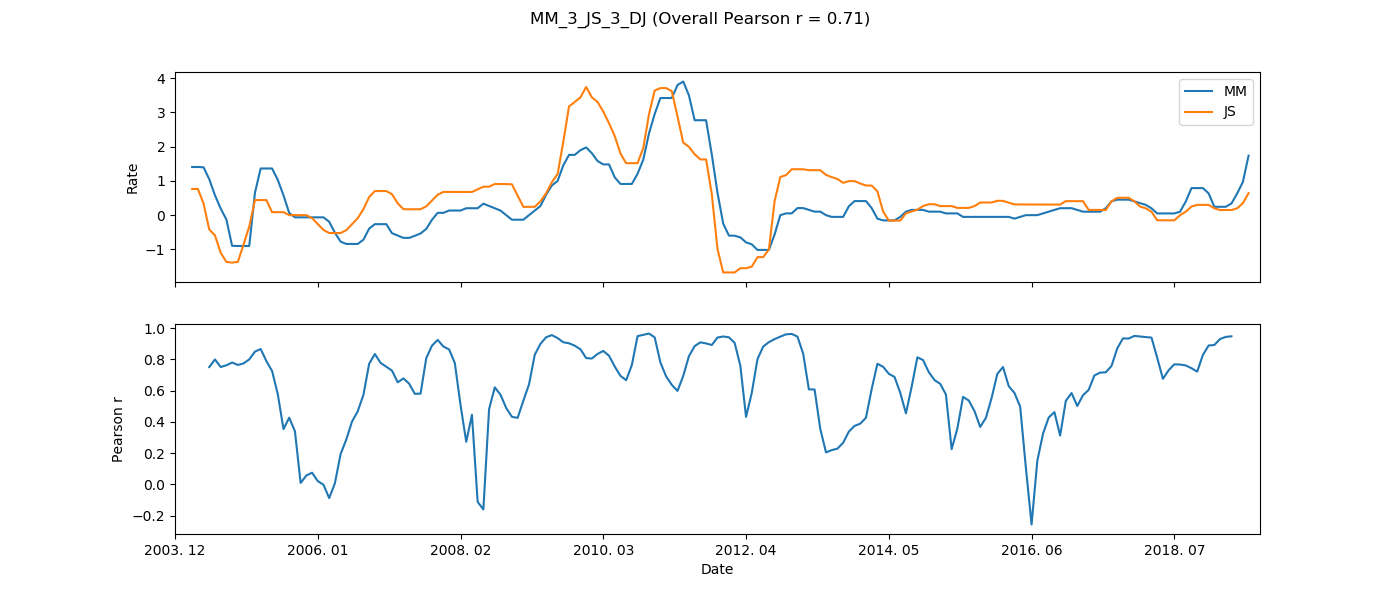 MM_3_JS_3_DJ (Overall Pearson r = 0.71)
4
3
2
1
0
−1
Rate
MM
JS
1.0
0.8
0.6
0.4
0.2
0.0
−0.2
Pearson r
2003. 12 2006. 01 2008. 02 2010. 03 2012. 04 2014. 05 2016. 06 2018. 07
Date